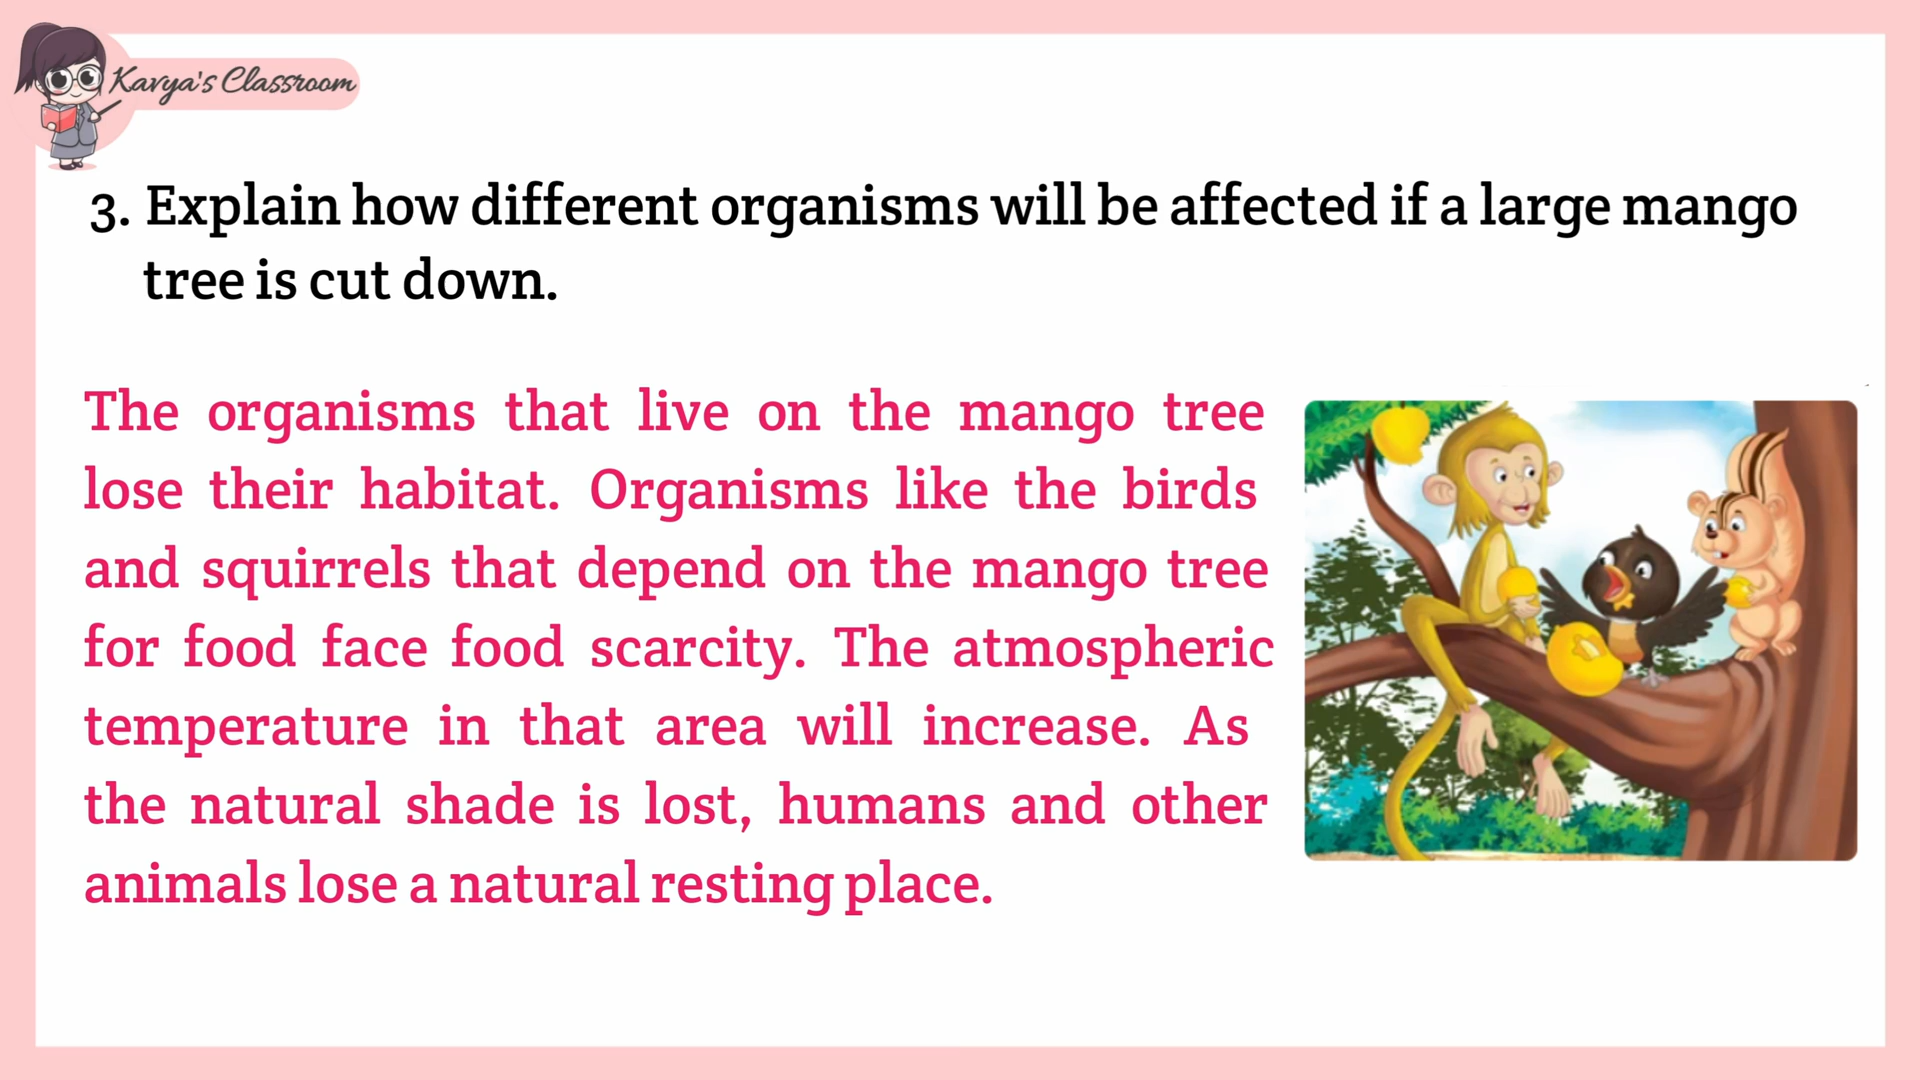 Kavya's Classroom
3. Explain how different organisms will be affected if a large mango
tree is cut down.
The organisms that live on the mango tree
lose their habitat. Organisms like the birds
and squirrels that depend on the mango tree
for food face food scarcity. The atmospheric
temperature in that area will increase. As
the natural shade is lost, humans and other
animals lose a natural resting place.